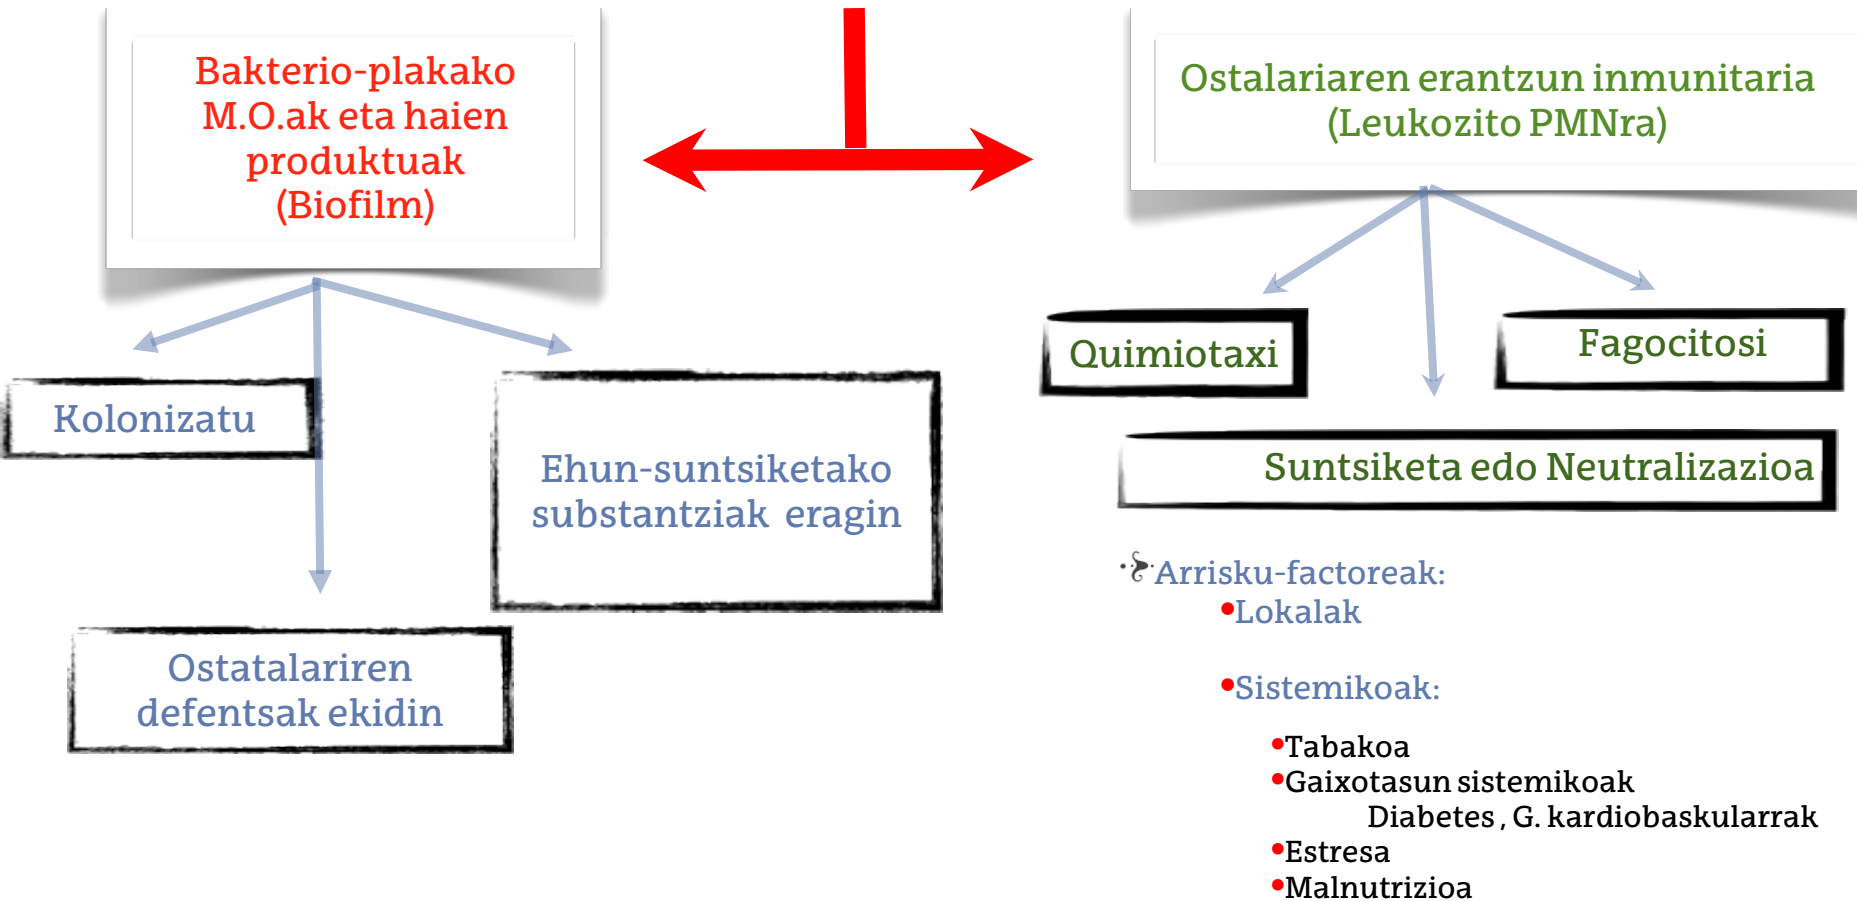 Bakterio-plakako
M.O.ak eta haien
produktuak
(Biofilm)
Ostalariaren erantzun inmunitaria
(Leukozito PMNra)
Kolonizatu
Ehun-suntsiketako
substantziak eragin
Ostatalariren
defentsak ekidin
Quimiotaxi
Fagocitosi
Suntsiketa edo Neutralizazioa
Arrisku-factoreak:
•Lokalak
•Sistemikoak:
•Tabakoa
•Gaixotasun sistemikoak
Diabetes , G. kardiobaskularrak
•Estresa
•Malnutrizioa